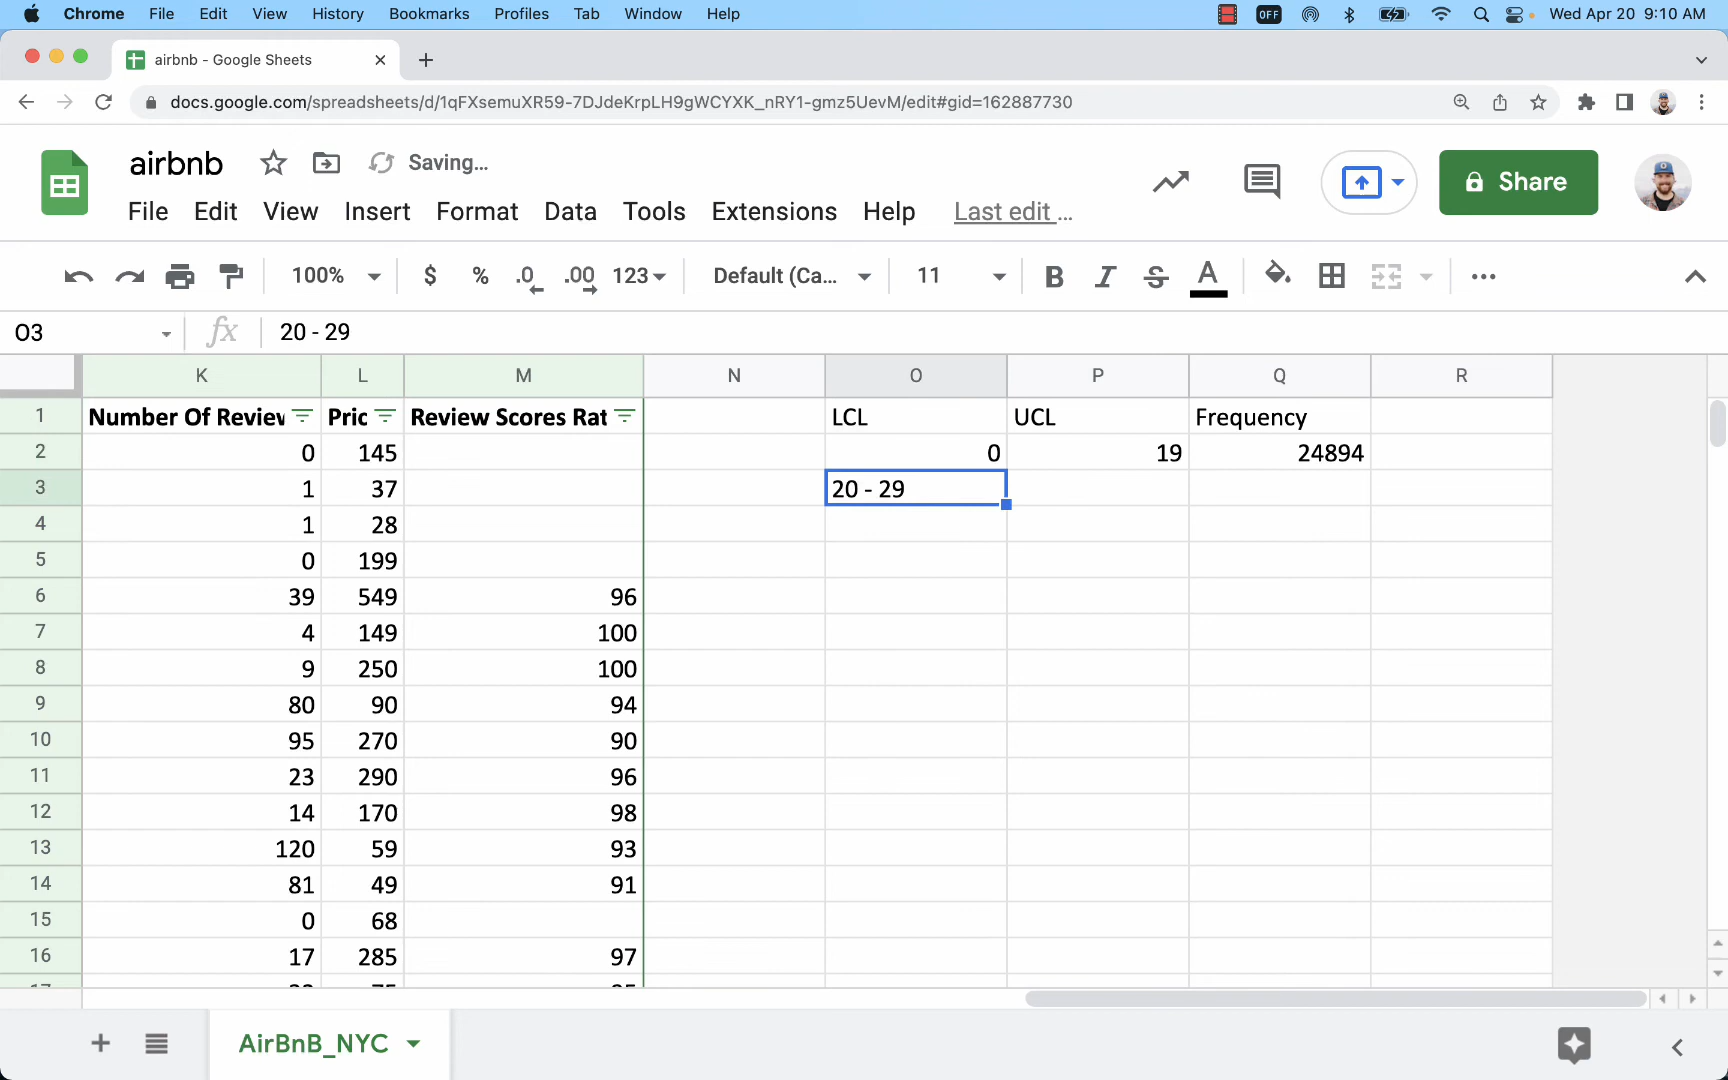 Chrome File Edit View History Bookmarks Profiles Tab Window Help OFF Wed Apr 20 9:10 AM
airbnb - Google Sheets
docs.google.com/spreadsheets/d/1qFXsemuXR59-7DJdeKrpLH9gWCYXK_nRY1-gmz5UevM/edit#gid=162887730
airbnb Saving...
Share
File Edit View Insert Format Data Tools Extensions Help Last edit ...
100% $ % .0 .00 123 Default (Ca... 11 B I S A
O3 fx 20 - 29
K L M N O P Q R
1 Number Of Review Pric Review Scores Rat LCL UCL Frequency
2 0 145 0 19 24894
3 1 37 20 - 29
4 1 28
5 0 199
6 39 549 96
7 4 149 100
8 9 250 100
9 80 90 94
10 95 270 90
11 23 290 96
12 14 170 98
13 120 59 93
14 81 49 91
15 0 68
16 17 285 97
AirBnB_NYC